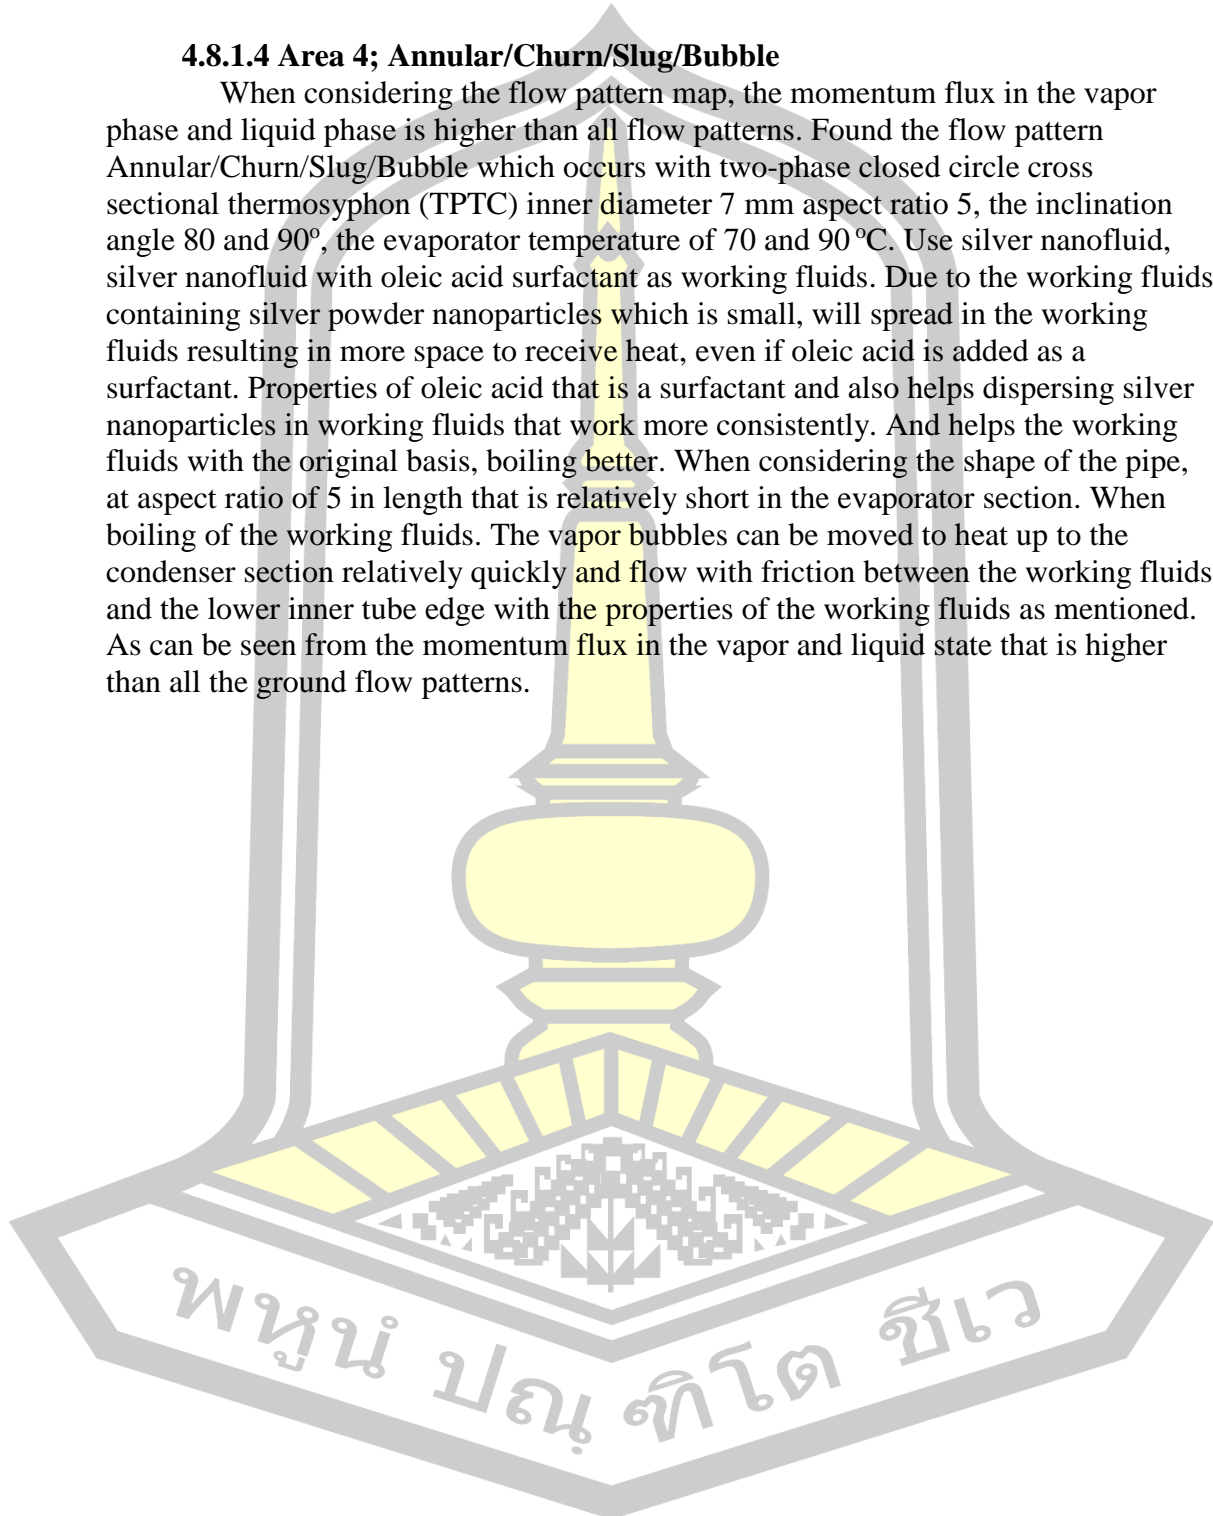 4.8.1.4 Area 4; Annular/Churn/Slug/Bubble
When considering the flow pattern map, the momentum flux in the vapor
phase and liquid phase is higher than all flow patterns. Found the flow pattern
Annular/Churn/Slug/Bubble which occurs with two-phase closed circle cross
sectional thermosyphon (TPTC) inner diameter 7 mm aspect ratio 5, the inclination
angle 80 and 90º, the evaporator temperature of 70 and 90 ºC. Use silver nanofluid,
silver nanofluid with oleic acid surfactant as working fluids. Due to the working fluids
containing silver powder nanoparticles which is small, will spread in the working
fluids resulting in more space to receive heat, even if oleic acid is added as a
surfactant. Properties of oleic acid that is a surfactant and also helps dispersing silver
nanoparticles in working fluids that work more consistently. And helps the working
fluids with the original basis, boiling better. When considering the shape of the pipe,
at aspect ratio of 5 in length that is relatively short in the evaporator section. When
boiling of the working fluids. The vapor bubbles can be moved to heat up to the
condenser section relatively quickly and flow with friction between the working fluids
and the lower inner tube edge with the properties of the working fluids as mentioned.
As can be seen from the momentum flux in the vapor and liquid state that is higher
than all the ground flow patterns.
พหูนํ ปณฺฑิโต ชีเว